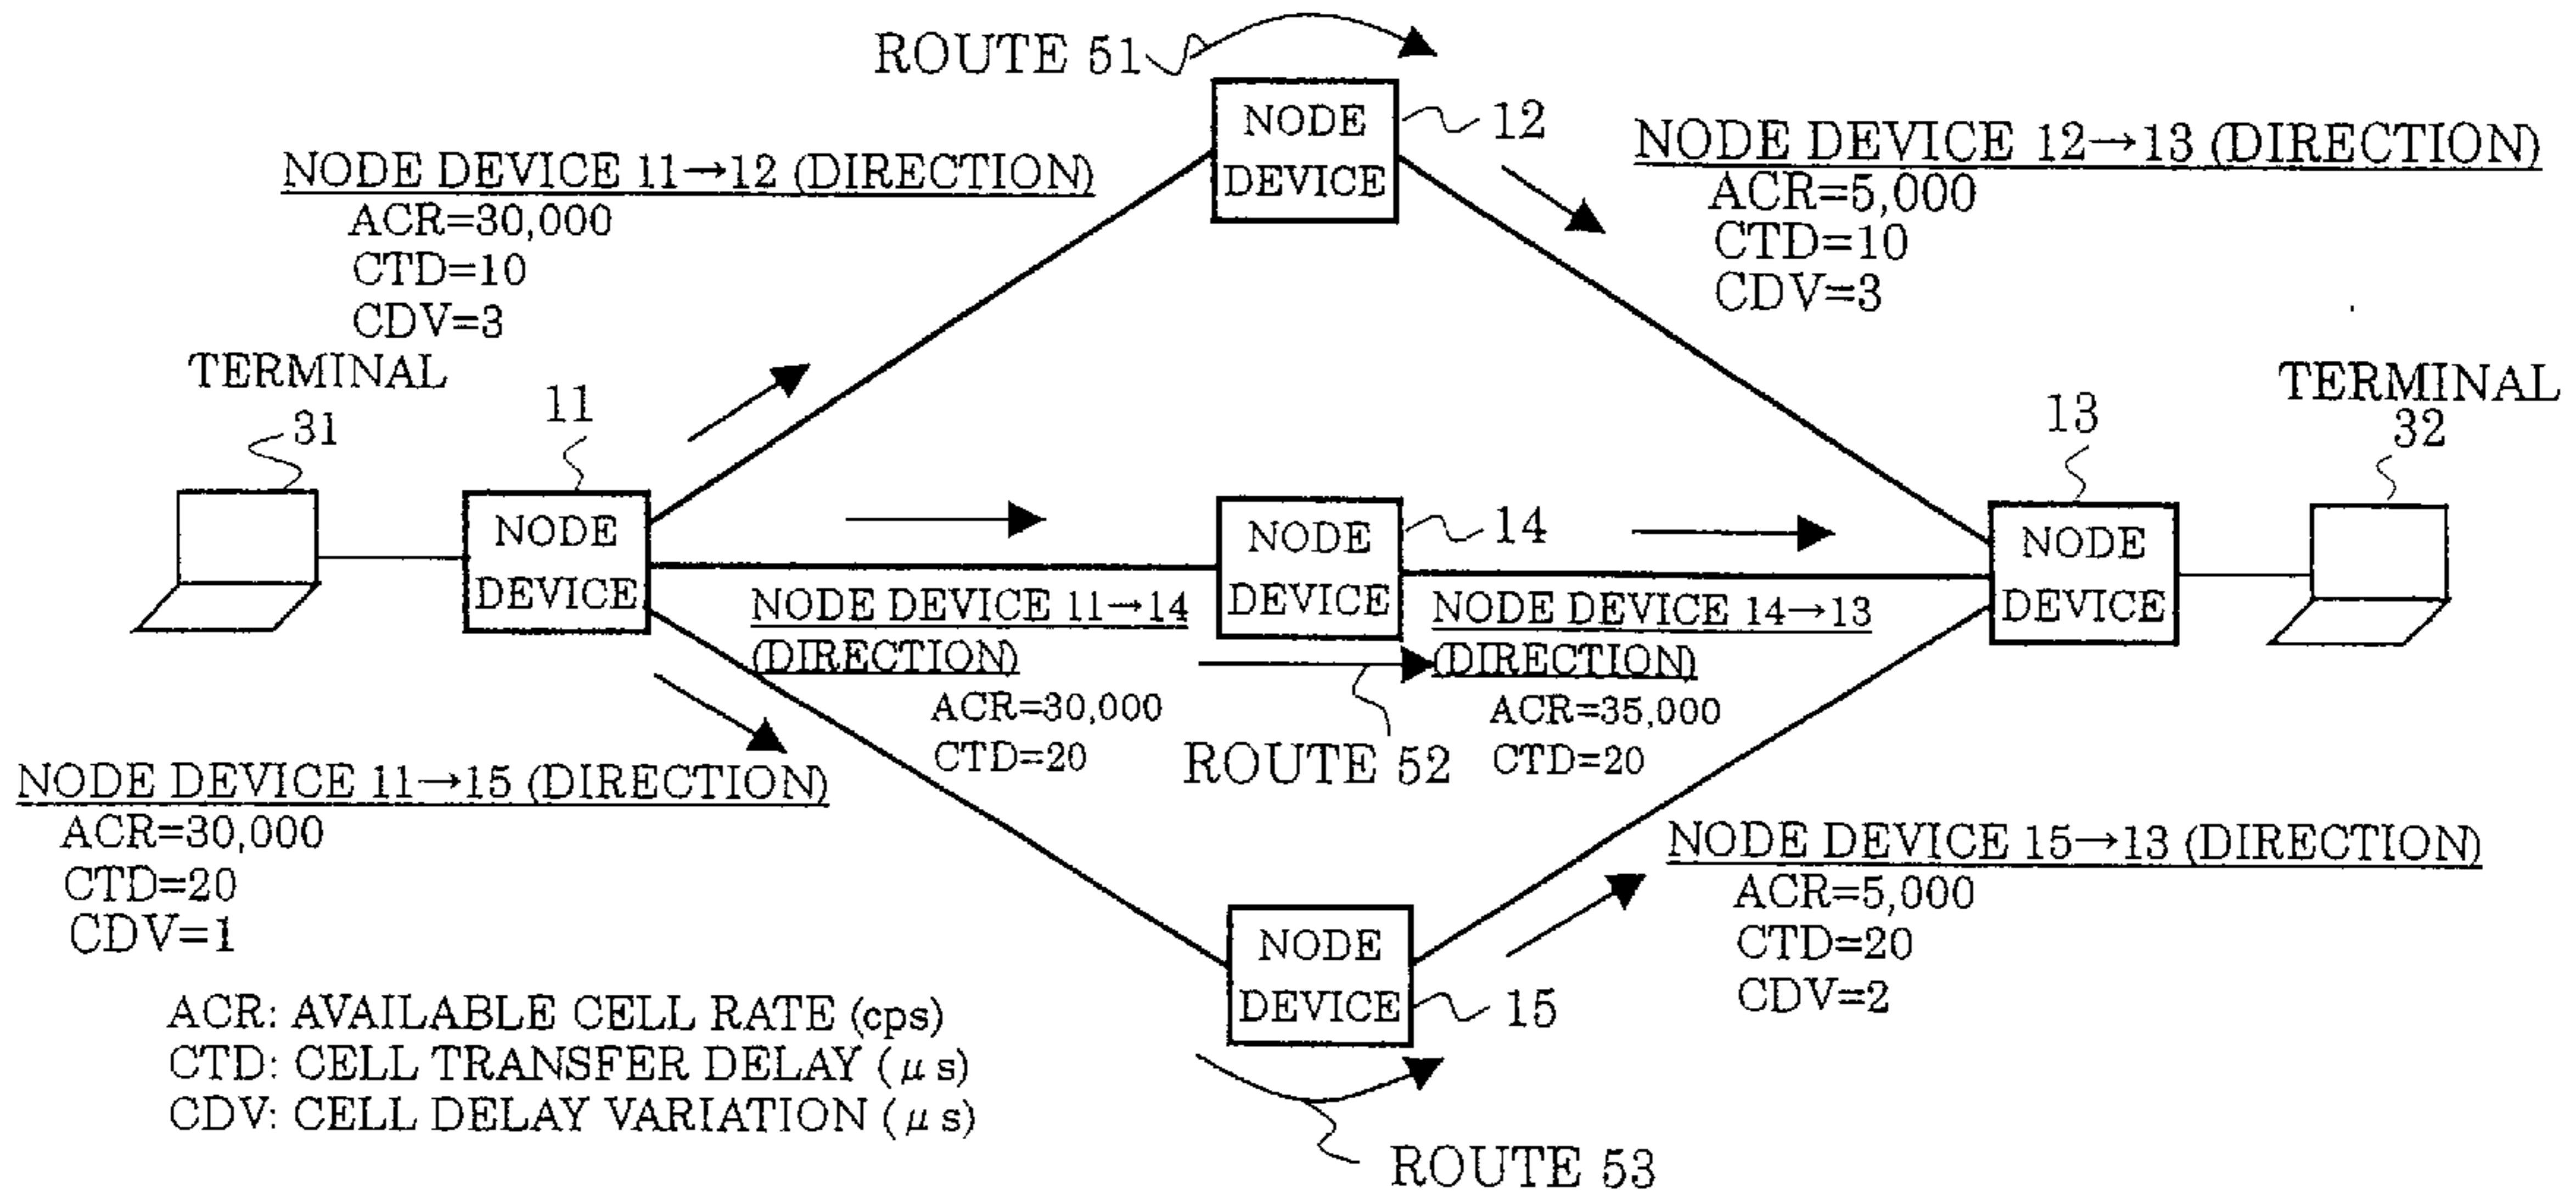 ROUTE 51
NODE
DEVICE
12
NODE DEVICE 11→12 (DIRECTION)
ACR=30,000
CTD=10
CDV=3
NODE DEVICE 12→13 (DIRECTION)
ACR=5,000
CTD=10
CDV=3
TERMINAL
31
11
NODE
DEVICE
NODE
DEVICE
14
13
NODE
DEVICE
TERMINAL
32
NODE DEVICE 11→14
(DIRECTION)
ACR=30,000
CTD=20
ROUTE 52
NODE DEVICE 14→13
(DIRECTION)
ACR=35,000
CTD=20
NODE DEVICE 11→15 (DIRECTION)
ACR=30,000
CTD=20
CDV=1
NODE DEVICE 15→13 (DIRECTION)
ACR=5,000
CTD=20
CDV=2
NODE
DEVICE
15
ACR: AVAILABLE CELL RATE (cps)
CTD: CELL TRANSFER DELAY (μ s)
CDV: CELL DELAY VARIATION (μ s)
ROUTE 53